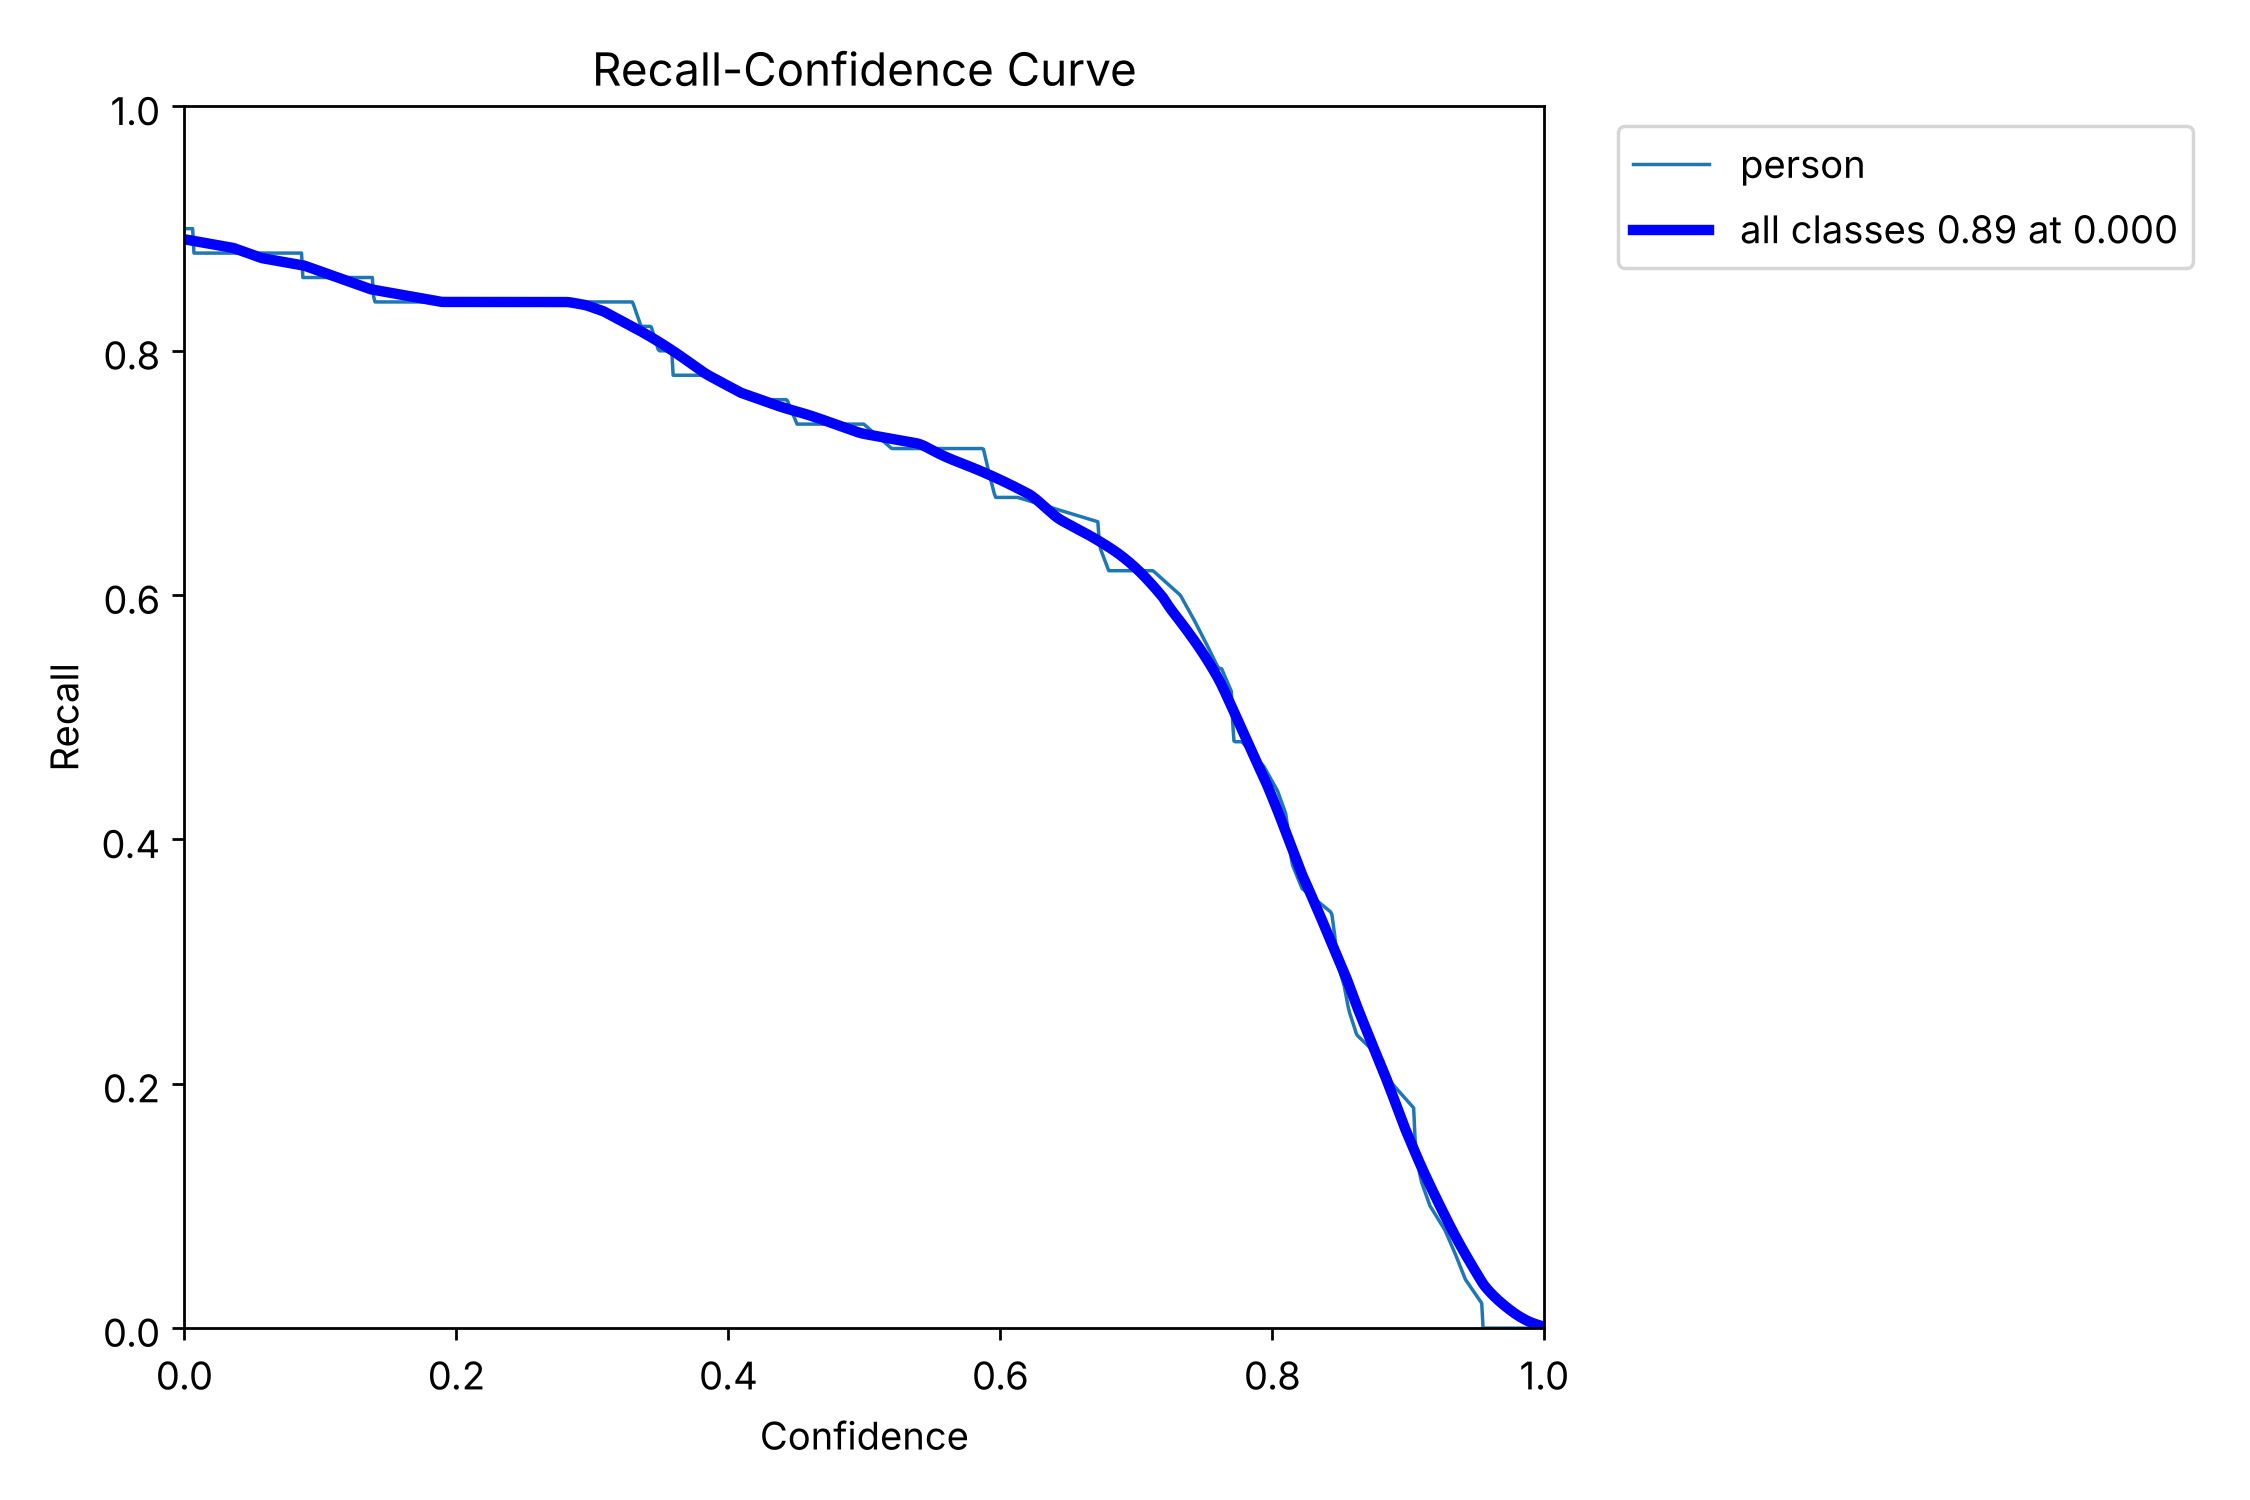 Recall-Confidence Curve
1.0
0.8
0.6
0.4
0.2
0.0
Recall
0.0 0.2 0.4 0.6 0.8 1.0
Confidence
person
all classes 0.89 at 0.000